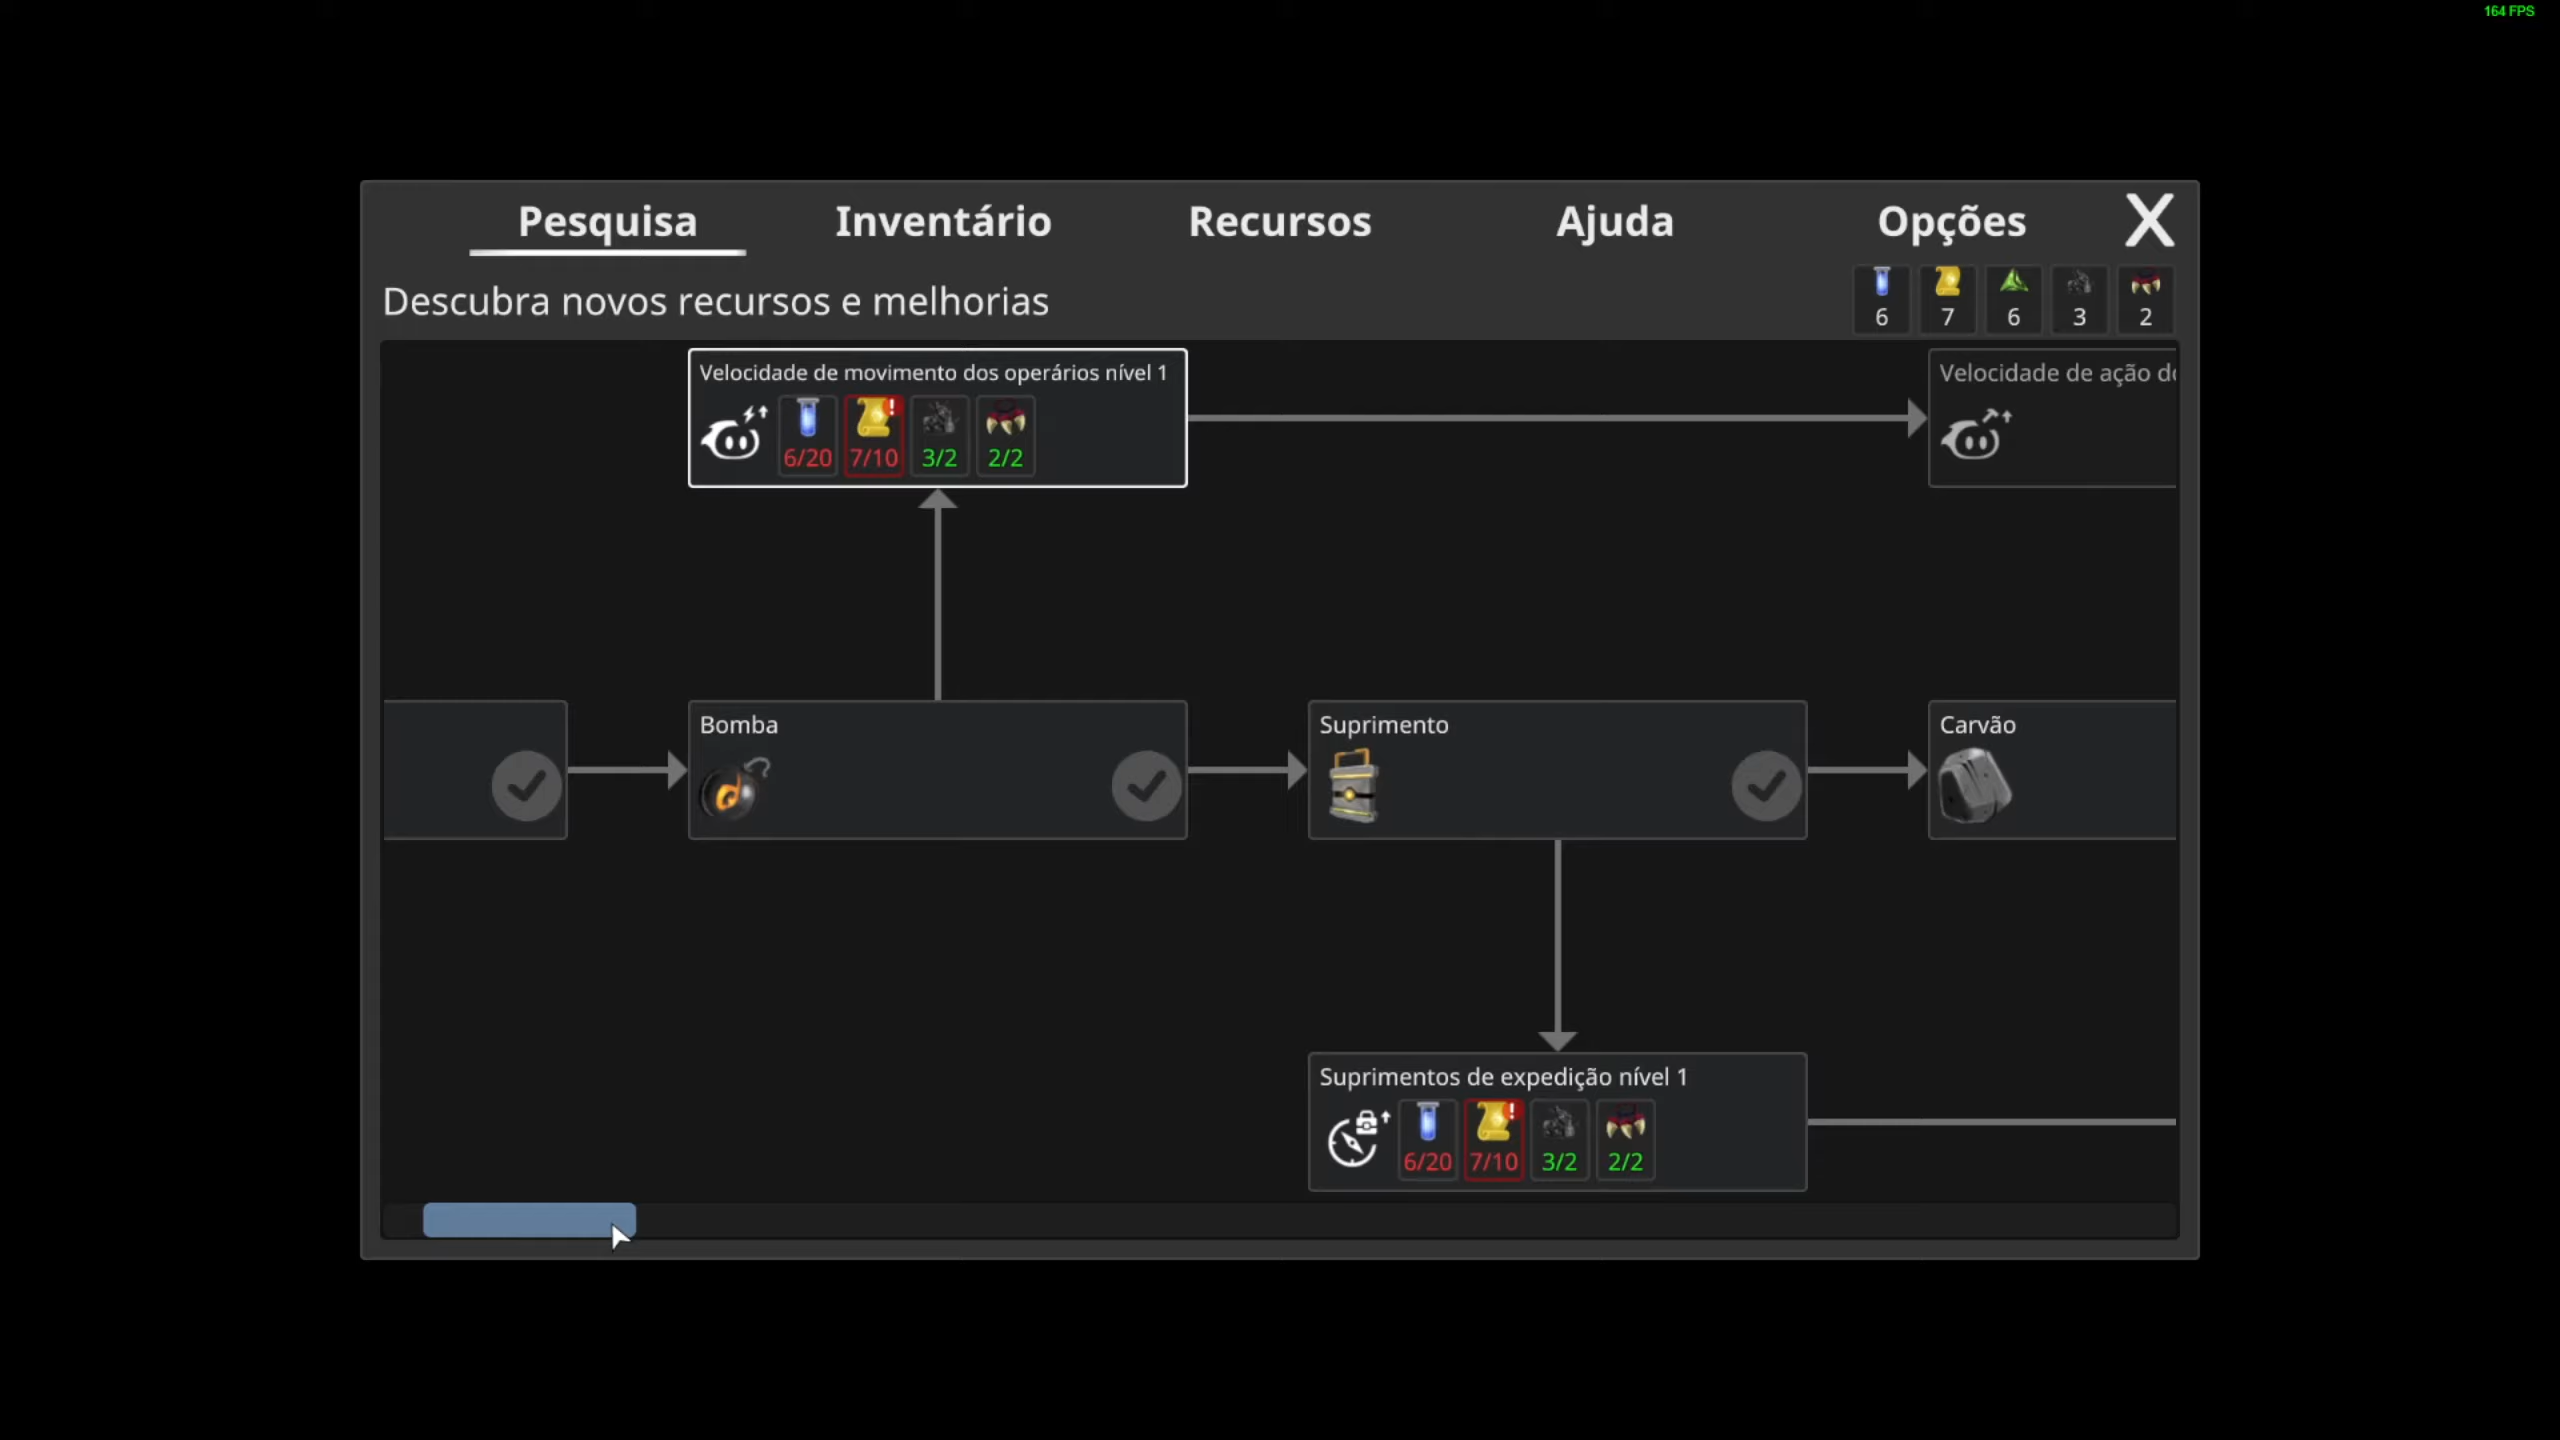 164 FPS
Pesquisa
Inventário
Recursos
Ajuda
Opções
X
Descubra novos recursos e melhorias
6
7
6
3
2
Velocidade de movimento dos operários nível 1
6/20
7/10
3/2
2/2
Velocidade de ação
Bomba
Suprimento
Carvão
Suprimentos de expedição nível 1
6/20
7/10
3/2
2/2